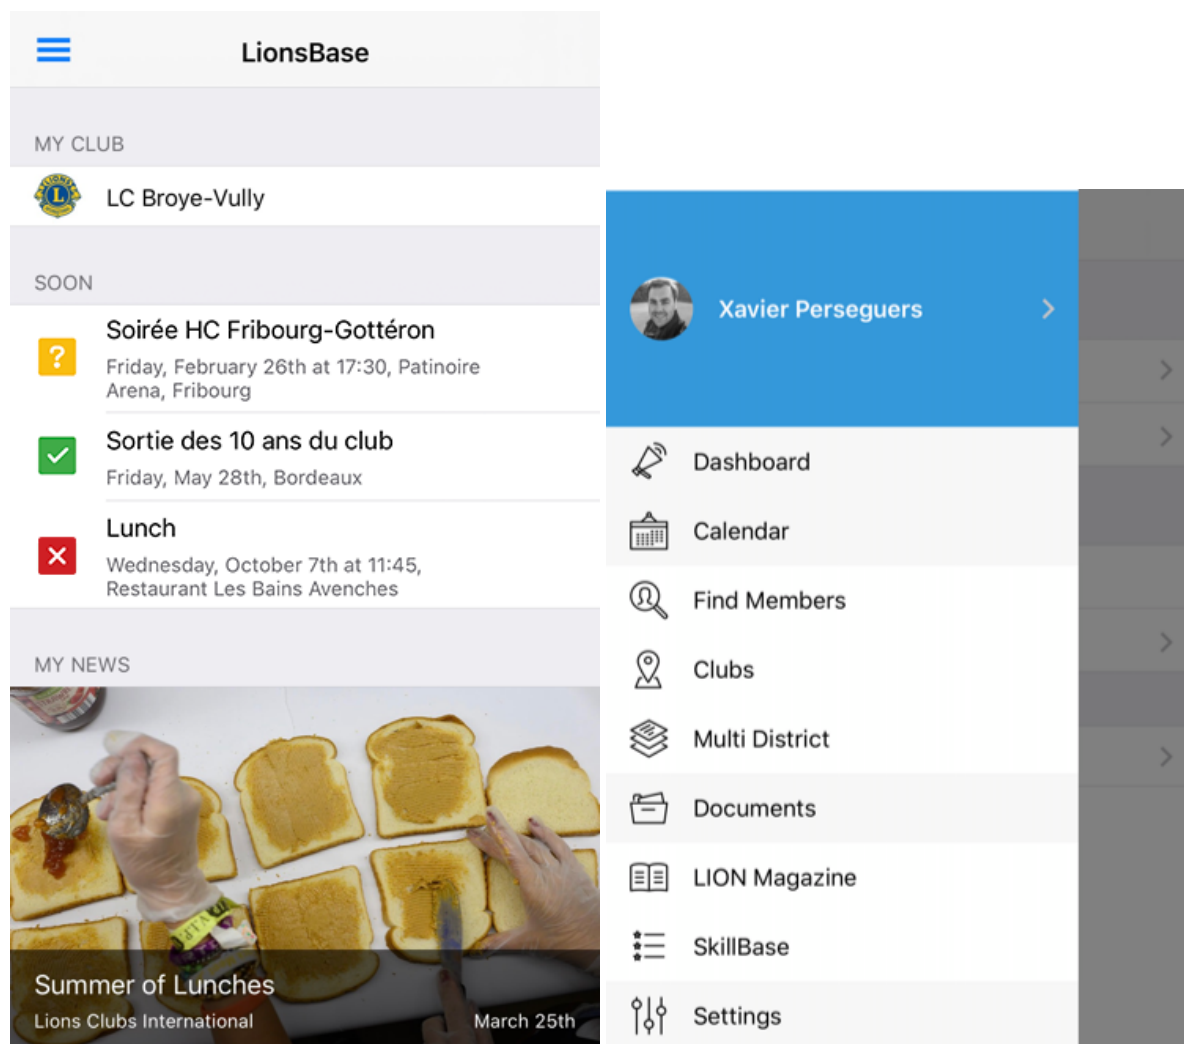 LionsBase
MY CLUB
LC Broye-Vully
SOON
Soirée HC Fribourg-Gottéron
Friday, February 26th at 17:30, Patinoire
Arena, Fribourg
Sortie des 10 ans du club
Friday, May 28th, Bordeaux
Lunch
Wednesday, October 7th at 11:45,
Restaurant Les Bains Avenches
MY NEWS
Summer of Lunches
Lions Clubs International
March 25th
Xavier Perseguers
Dashboard
Calendar
Find Members
Clubs
Multi District
Documents
LION Magazine
SkillBase
Settings